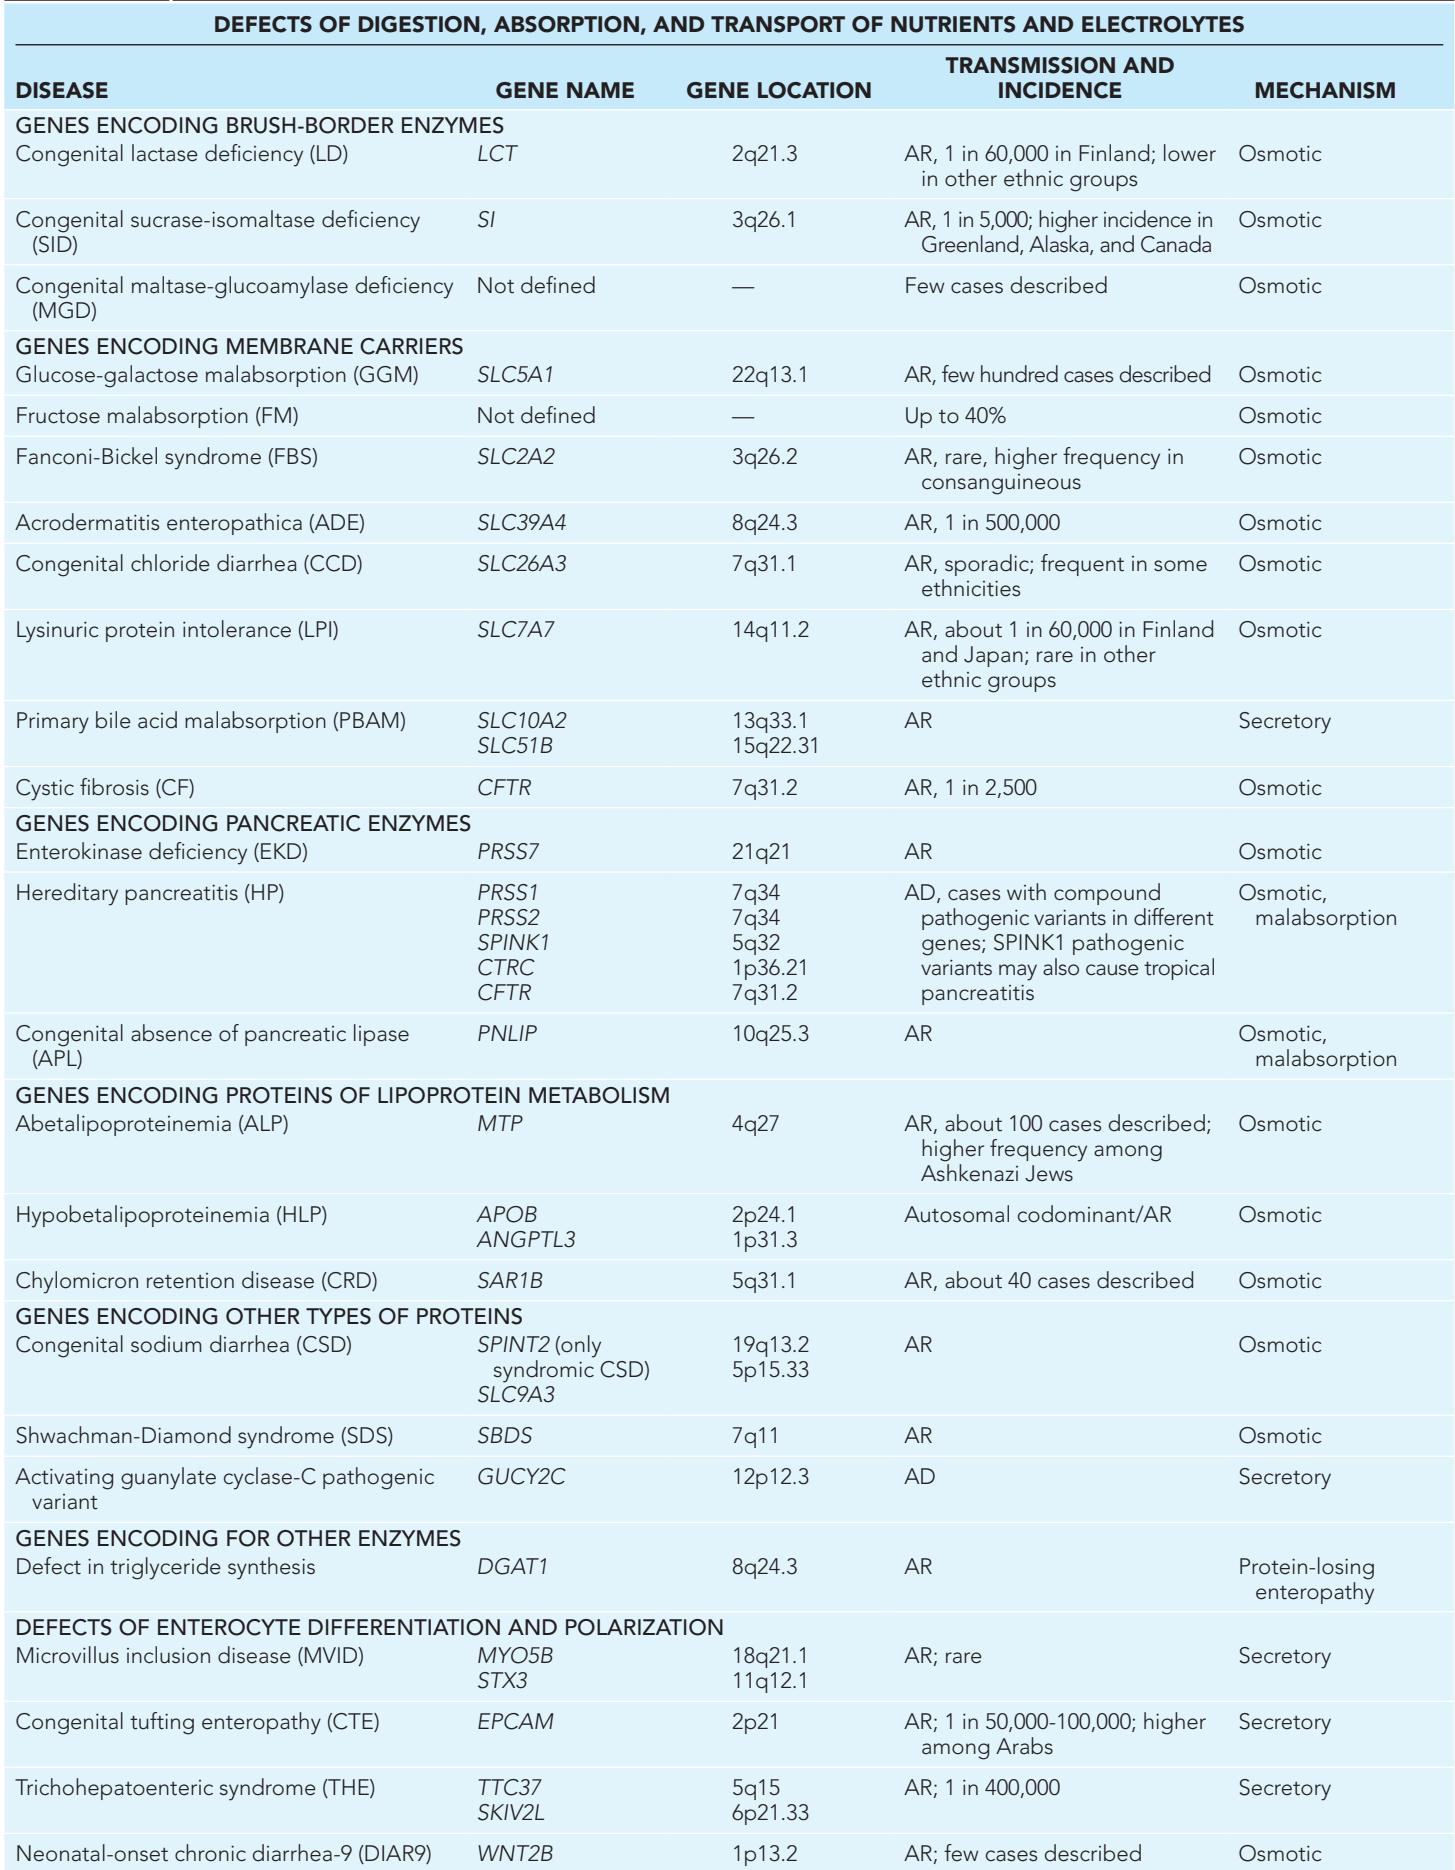 DEFECTS OF DIGESTION, ABSORPTION, AND TRANSPORT OF NUTRIENTS AND ELECTROLYTES
DISEASE GENE NAME GENE LOCATION TRANSMISSION AND INCIDENCE MECHANISM
GENES ENCODING BRUSH-BORDER ENZYMES
Congenital lactase deficiency (LD) LCT 2q21.3 AR, 1 in 60,000 in Finland; lower Osmotic
in other ethnic groups
Congenital sucrase-isomaltase deficiency SI 3q26.1 AR, 1 in 5,000; higher incidence in Osmotic
(SID) Greenland, Alaska, and Canada
Congenital maltase-glucoamylase deficiency Not defined — Few cases described Osmotic
(MGD)
GENES ENCODING MEMBRANE CARRIERS
Glucose-galactose malabsorption (GGM) SLC5A1 22q13.1 AR, few hundred cases described Osmotic
Fructose malabsorption (FM) Not defined — Up to 40% Osmotic
Fanconi-Bickel syndrome (FBS) SLC2A2 3q26.2 AR, rare, higher frequency in Osmotic
consanguineous
Acrodermatitis enteropathica (ADE) SLC39A4 8q24.3 AR, 1 in 500,000 Osmotic
Congenital chloride diarrhea (CCD) SLC26A3 7q31.1 AR, sporadic; frequent in some Osmotic
ethnicities
Lysinuric protein intolerance (LPI) SLC7A7 14q11.2 AR, about 1 in 60,000 in Finland Osmotic
and Japan; rare in other
ethnic groups
Primary bile acid malabsorption (PBAM) SLC10A2 13q33.1 AR Secretory
SLC51B 15q22.31
Cystic fibrosis (CF) CFTR 7q31.2 AR, 1 in 2,500 Osmotic
GENES ENCODING PANCREATIC ENZYMES
Enterokinase deficiency (EKD) PRSS7 21q21 AR Osmotic
Hereditary pancreatitis (HP) PRSS1 7q34 AD, cases with compound Osmotic,
PRSS2 7q34 pathogenic variants in different malabsorption
SPINK1 5q32 genes; SPINK1 pathogenic
CTRC 1p36.21 variants may also cause tropical
CFTR 7q31.2 pancreatitis
Congenital absence of pancreatic lipase PNLIP 10q25.3 AR Osmotic,
(APL) malabsorption
GENES ENCODING PROTEINS OF LIPOPROTEIN METABOLISM
Abetalipoproteinemia (ALP) MTP 4q27 AR, about 100 cases described; Osmotic
higher frequency among
Ashkenazi Jews
Hypobetalipoproteinemia (HLP) APOB 2p24.1 Autosomal codominant/AR Osmotic
ANGPTL3 1p31.3
Chylomicron retention disease (CRD) SAR1B 5q31.1 AR, about 40 cases described Osmotic
GENES ENCODING OTHER TYPES OF PROTEINS
Congenital sodium diarrhea (CSD) SPINT2 (only 19q13.2 AR Osmotic
syndromic CSD) 5p15.33
SLC9A3
Shwachman-Diamond syndrome (SDS) SBDS 7q11 AR Osmotic
Activating guanylate cyclase-C pathogenic GUCY2C 12p12.3 AD Secretory
variant
GENES ENCODING FOR OTHER ENZYMES
Defect in triglyceride synthesis DGAT1 8q24.3 AR Protein-losing
enteropathy
DEFECTS OF ENTEROCYTE DIFFERENTIATION AND POLARIZATION
Microvillus inclusion disease (MVID) MYO5B 18q21.1 AR; rare Secretory
STX3 11q12.1
Congenital tufting enteropathy (CTE) EPCAM 2p21 AR; 1 in 50,000-100,000; higher Secretory
among Arabs
Trichohepatoenteric syndrome (THE) TTC37 5q15 AR; 1 in 400,000 Secretory
SKIV2L 6p21.33
Neonatal-onset chronic diarrhea-9 (DIAR9) WNT2B 1p13.2 AR; few cases described Osmotic